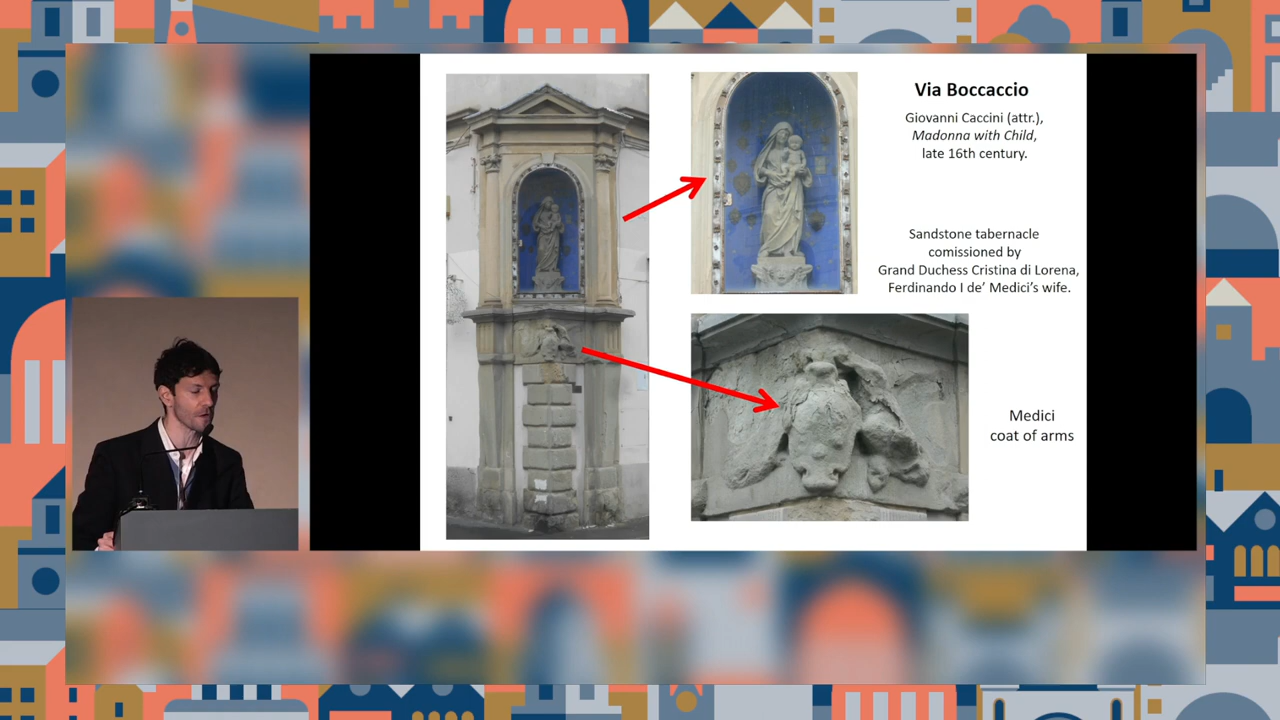 Via Boccaccio
Giovanni Caccini (attr.),
Madonna with Child,
late 16th century.
Sandstone tabernacle
comissioned by
Grand Duchess Cristina di Lorena,
Ferdinando I de’ Medici’s wife.
Medici
coat of arms